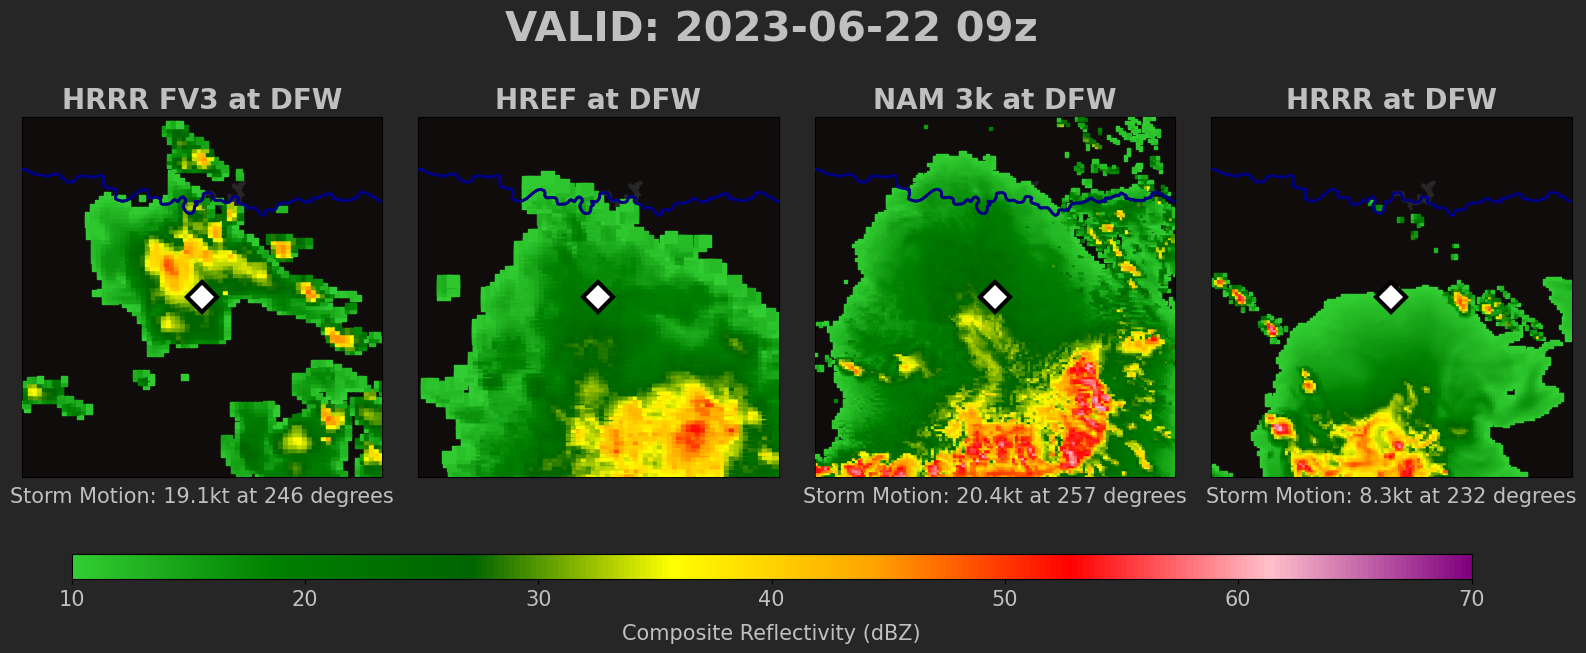 VALID: 2023-06-22 09z
HRRR FV3 at DFW
HREF at DFW
NAM 3k at DFW
HRRR at DFW
Storm Motion: 19.1kt at 246 degrees
Storm Motion: 20.4kt at 257 degrees
Storm Motion: 8.3kt at 232 degrees
10 20 30 40 50 60 70
Composite Reflectivity (dBZ)